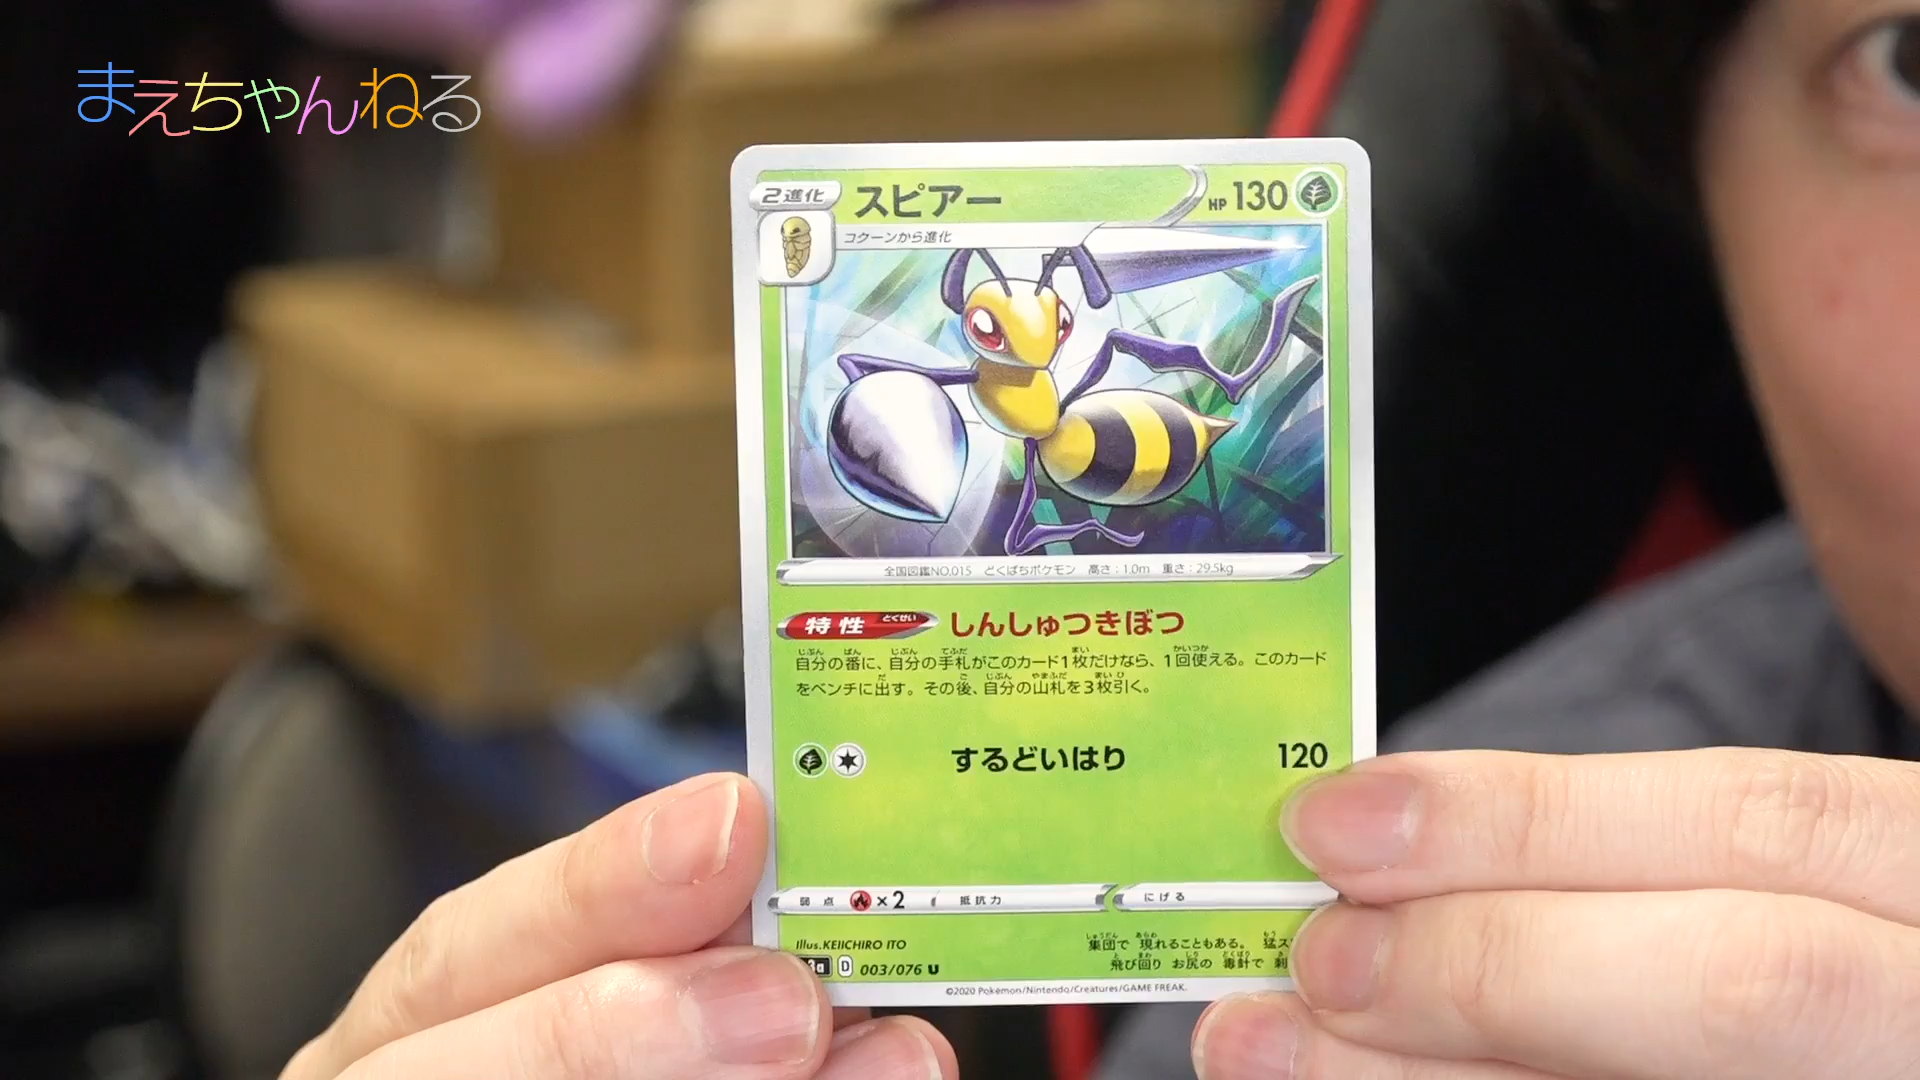 まえちゃんねる
2進化
スピアー
HP 130
コクーンから進化
全国図鑑NO.015 どくばちポケモン 高さ:1.0m 重さ:29.5kg
特性 とくせい しんしゅつきぼつ
自分の番に、自分の手札がこのカード1枚だけなら、1回使える。このカード
をベンチに出す。その後、自分の山札を3枚引く。
するどいはり 120
弱点 ×2 抵抗力 にげる
Illus.KEIICHIRO ITO
集団で 現れることもある。 猛ス
飛び回り お尻の 毒針で 刺
D 003/076 U
©2020 Pokémon/Nintendo/Creatures/GAME FREAK.